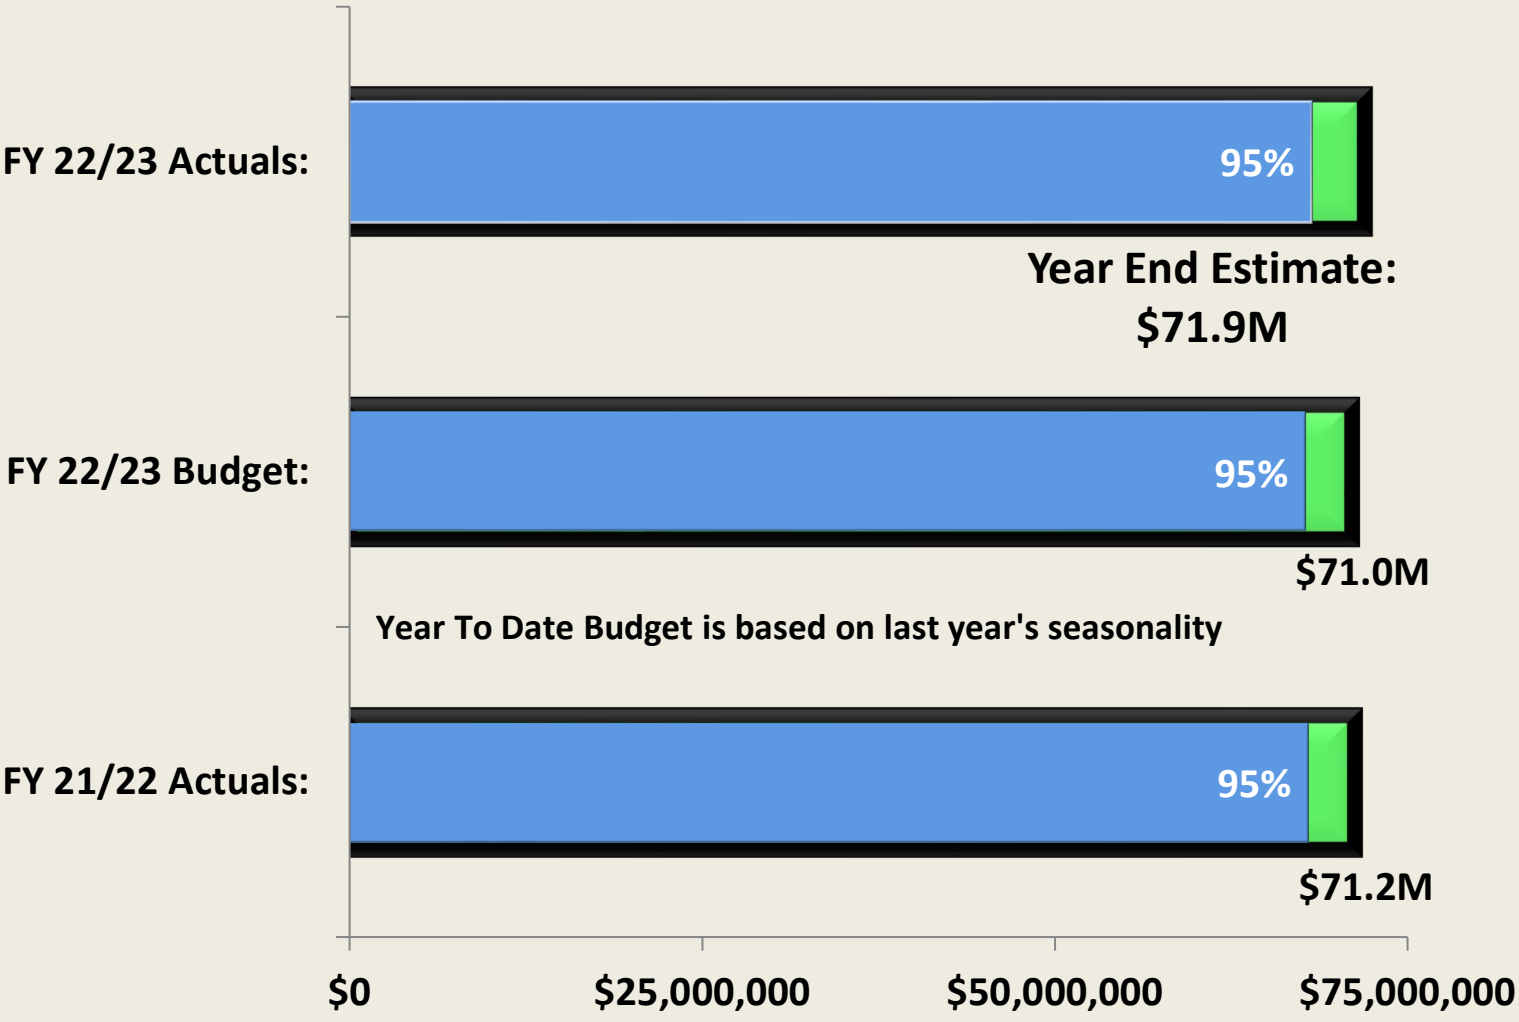 FY 22/23 Actuals:
95%
Year End Estimate:
$71.9M
FY 22/23 Budget:
95%
$71.0M
Year To Date Budget is based on last year's seasonality
FY 21/22 Actuals:
95%
$71.2M
$0
$25,000,000
$50,000,000
$75,000,000